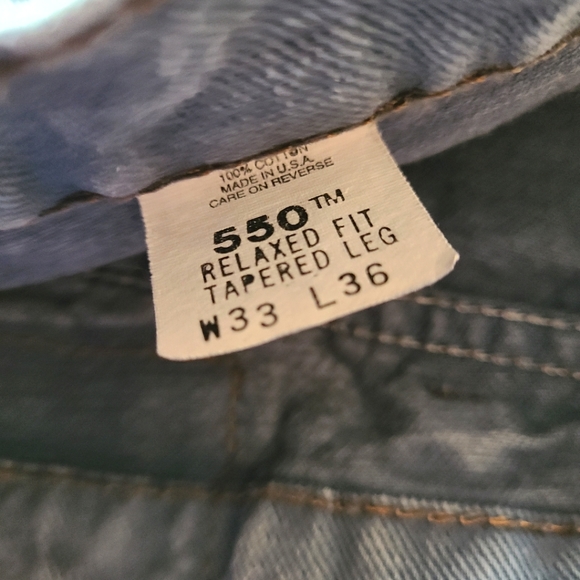 100% COTTON
MADE IN U.S.A.
CARE ON REVERSE
550™
RELAXED FIT
TAPERED LEG
W33 L36